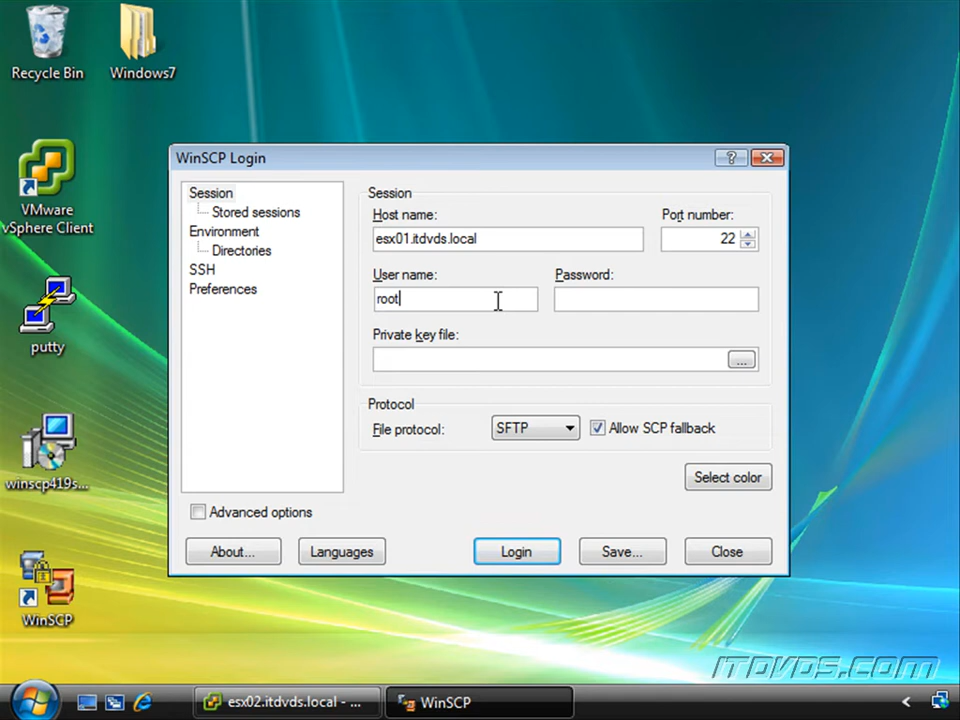 Recycle Bin
Windows7
VMware
vSphere Client
putty
winscp419s...
WinSCP
WinSCP Login
?
Session
Stored sessions
Environment
Directories
SSH
Preferences
Session
Host name:
Port number:
esx01.itdvds.local
22
User name:
Password:
root
Private key file:
...
Protocol
File protocol:
SFTP
Allow SCP fallback
Select color
Advanced options
About...
Languages
Login
Save...
Close
ITDVDS.COM
esx02.itdvds.local - ...
WinSCP